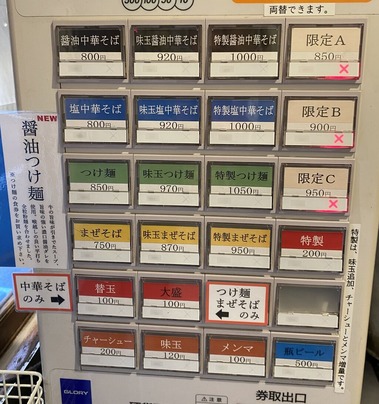 両替できます。
醤油中華そば
800円
味玉醤油中華そば
920円
特製醤油中華そば
1000円
限定A
850円
塩中華そば
800円
味玉塩中華そば
920円
特製塩中華そば
1000円
限定B
900円
つけ麺
850円
味玉つけ麺
970円
特製つけ麺
1050円
限定C
950円
まぜそば
750円
味玉まぜそば
870円
特製まぜそば
950円
特製
200円
替玉
100円
大盛
100円
つけ麺
まぜそば
のみ
チャーシュー
200円
味玉
120円
メンマ
100円
瓶ビール
500円
NEW
醤油つけ麺
中華そば
のみ
特製は、味玉追加、チャーシューとメンマ増量です。
GLORY
注意
券取出口